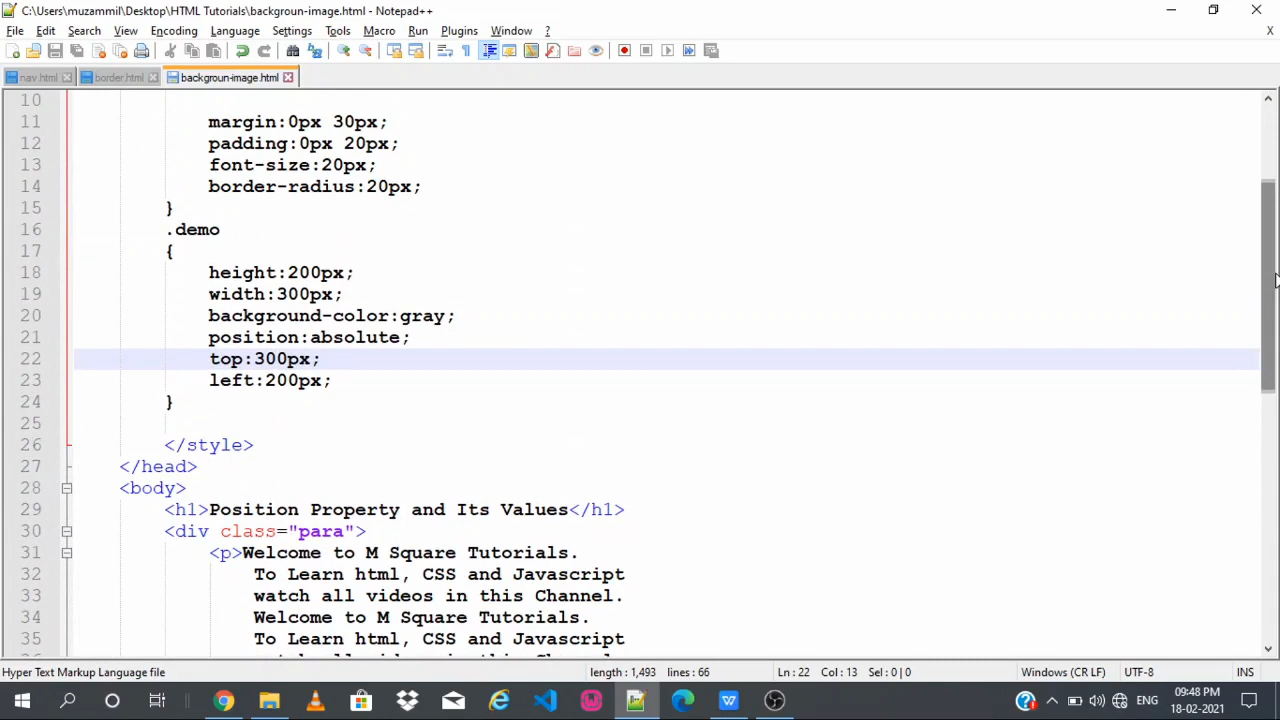 C:\Users\muzammil\Desktop\HTML Tutorials\backgroun-image.html - Notepad++
File Edit Search View Encoding Language Settings Tools Macro Run Plugins Window ? X
nav.html border.html backgroun-image.html
10
11 margin:0px 30px;
12 padding:0px 20px;
13 font-size:20px;
14 border-radius:20px;
15 }
16 .demo
17 {
18 height:200px;
19 width:300px;
20 background-color:gray;
21 position:absolute;
22 top:300px;
23 left:200px;
24 }
25
26 </style>
27 </head>
28 <body>
29 <h1>Position Property and Its Values</h1>
30 <div class="para">
31 <p>Welcome to M Square Tutorials.
32 To Learn html, CSS and Javascript
33 watch all videos in this Channel.
34 Welcome to M Square Tutorials.
35 To Learn html, CSS and Javascript
Hyper Text Markup Language file length : 1,493 lines : 66 Ln : 22 Col : 13 Sel : 0 | 0 Windows (CR LF) UTF-8 INS
ENG 09:48 PM
18-02-2021